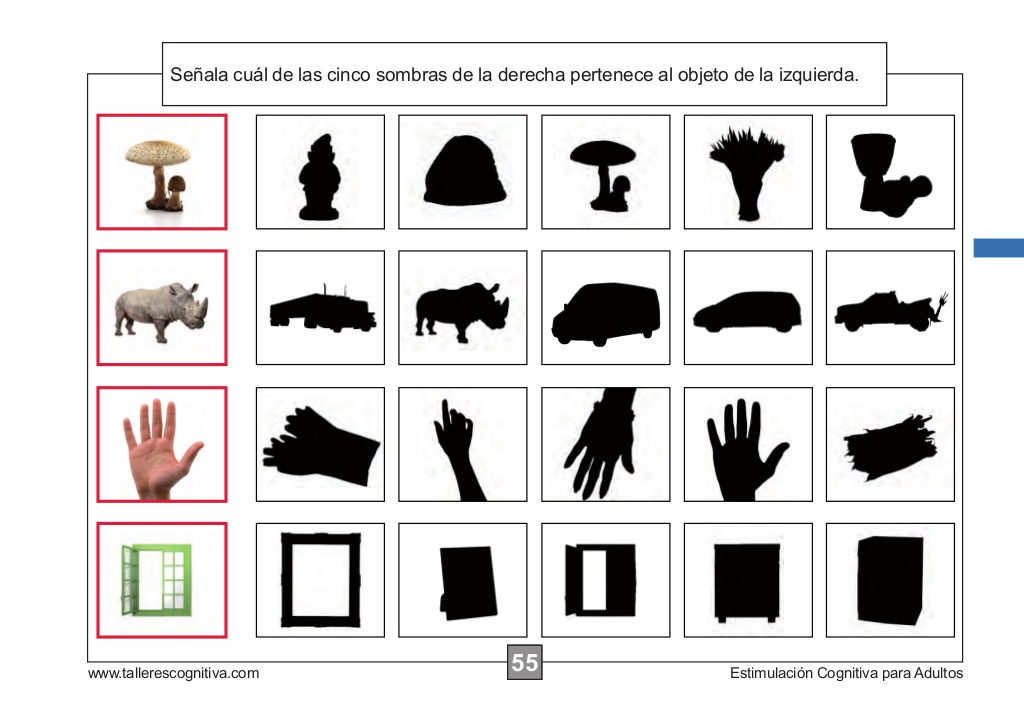 Señala cuál de las cinco sombras de la derecha pertenece al objeto de la izquierda.
55
www.tallerescognitiva.com
Estimulación Cognitiva para Adultos